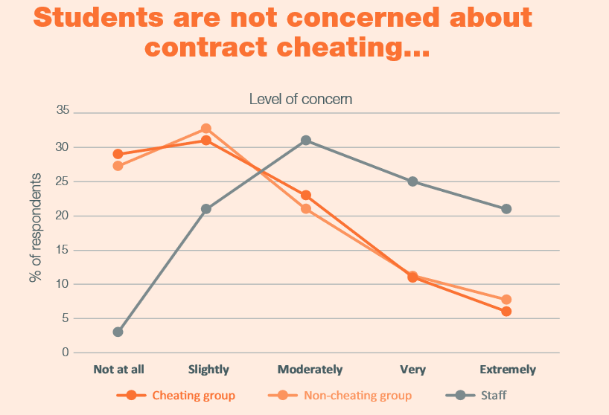 Students are not concerned about
contract cheating...
Level of concern
% of respondents
35
30
25
20
15
10
5
0
Not at all Slightly Moderately Very Extremely
Cheating group Non-cheating group Staff